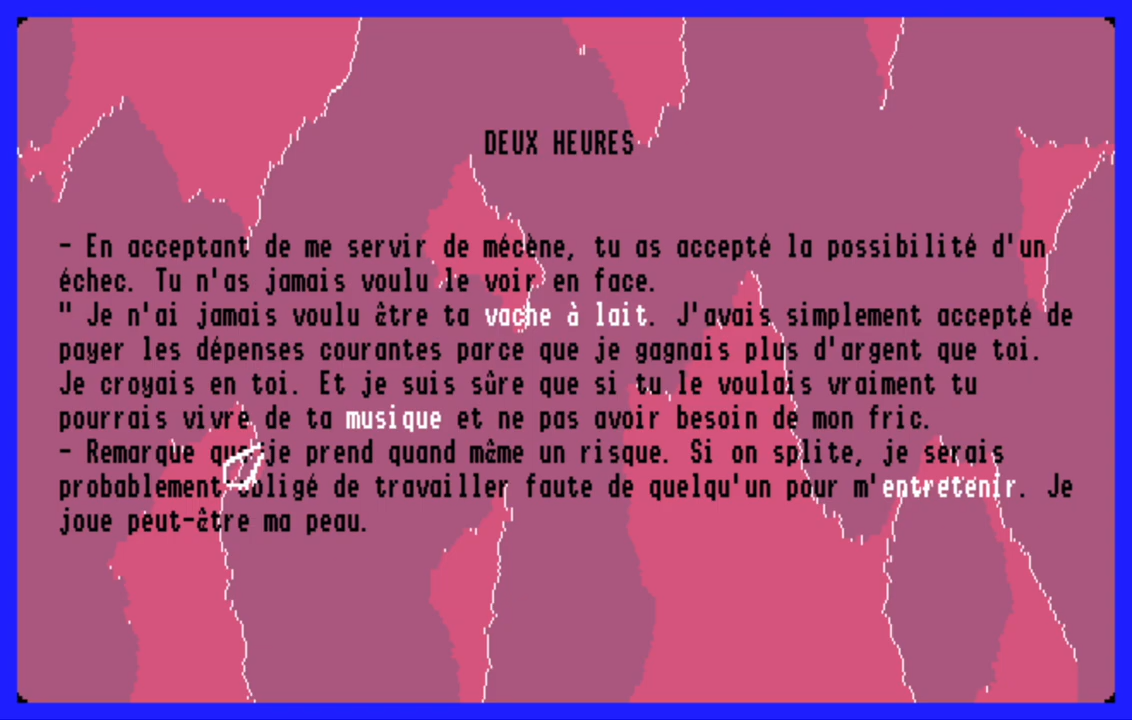 DEUX HEURES
- En acceptant de me servir de mécène, tu as accepté la possibilité d'un
échec. Tu n'as jamais voulu le voir en face.
" Je n'ai jamais voulu être ta vache à lait. J'avais simplement accepté de
payer les dépenses courantes parce que je gagnais plus d'argent que toi.
Je croyais en toi. Et je suis sûre que si tu le voulais vraiment tu
pourrais vivre de ta musique et ne pas avoir besoin de mon fric.
- Remarque que je prend quand même un risque. Si on splite, je serais
probablement obligé de travailler faute de quelqu'un pour m'entretenir. Je
joue peut-être ma peau.